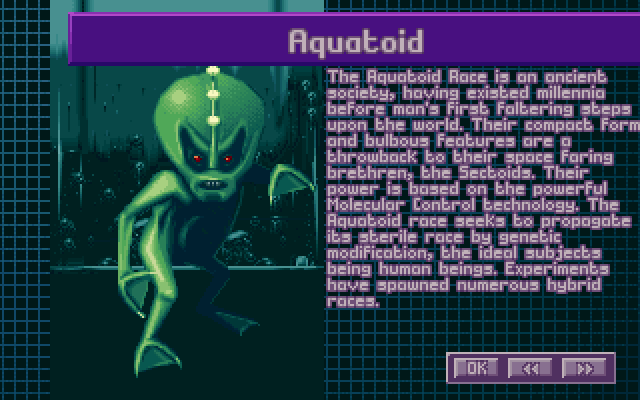 Aquatoid
The Aquatoid Race is an ancient
society, having existed millennia
before man's first faltering steps
upon the world. Their compact form
and bulbous features are a
throwback to their space faring
brethren, the Sectoids. Their
power is based on the powerful
Molecular Control technology. The
Aquatoid race seeks to propagate
its sterile race by genetic
modification, the ideal subjects
being human beings. Experiments
have spawned numerous hybrid
races.
OK